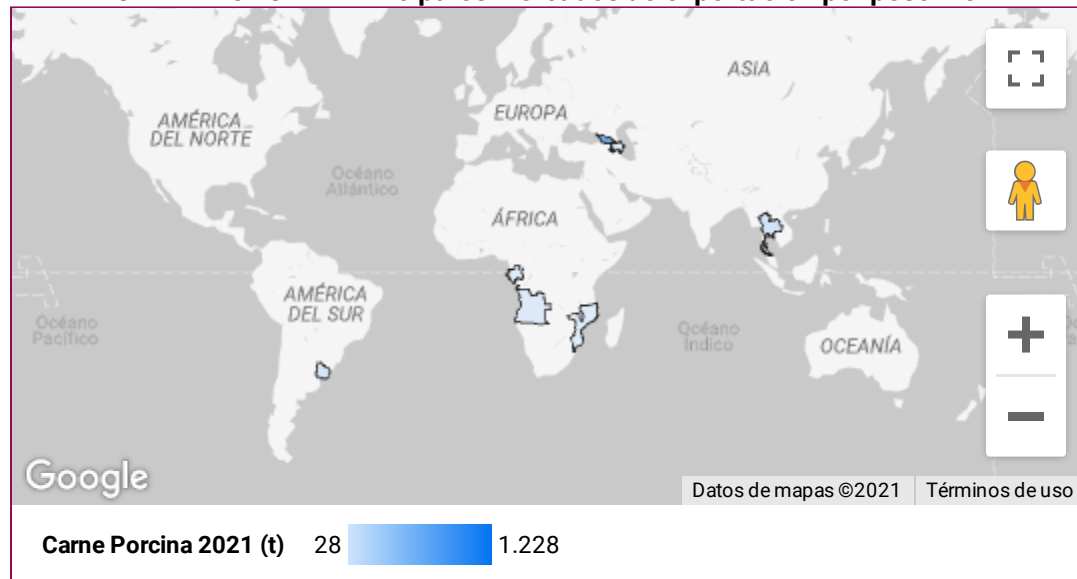 AMÉRICA
DEL NORTE
EUROPA
ASIA
Océano
Atlántico
ÁFRICA
AMÉRICA
DEL SUR
Océano
Pacífico
Océano
Índico
OCEANÍA
Google
Datos de mapas ©2021 Términos de uso
Carne Porcina 2021 (t) 28 1.228